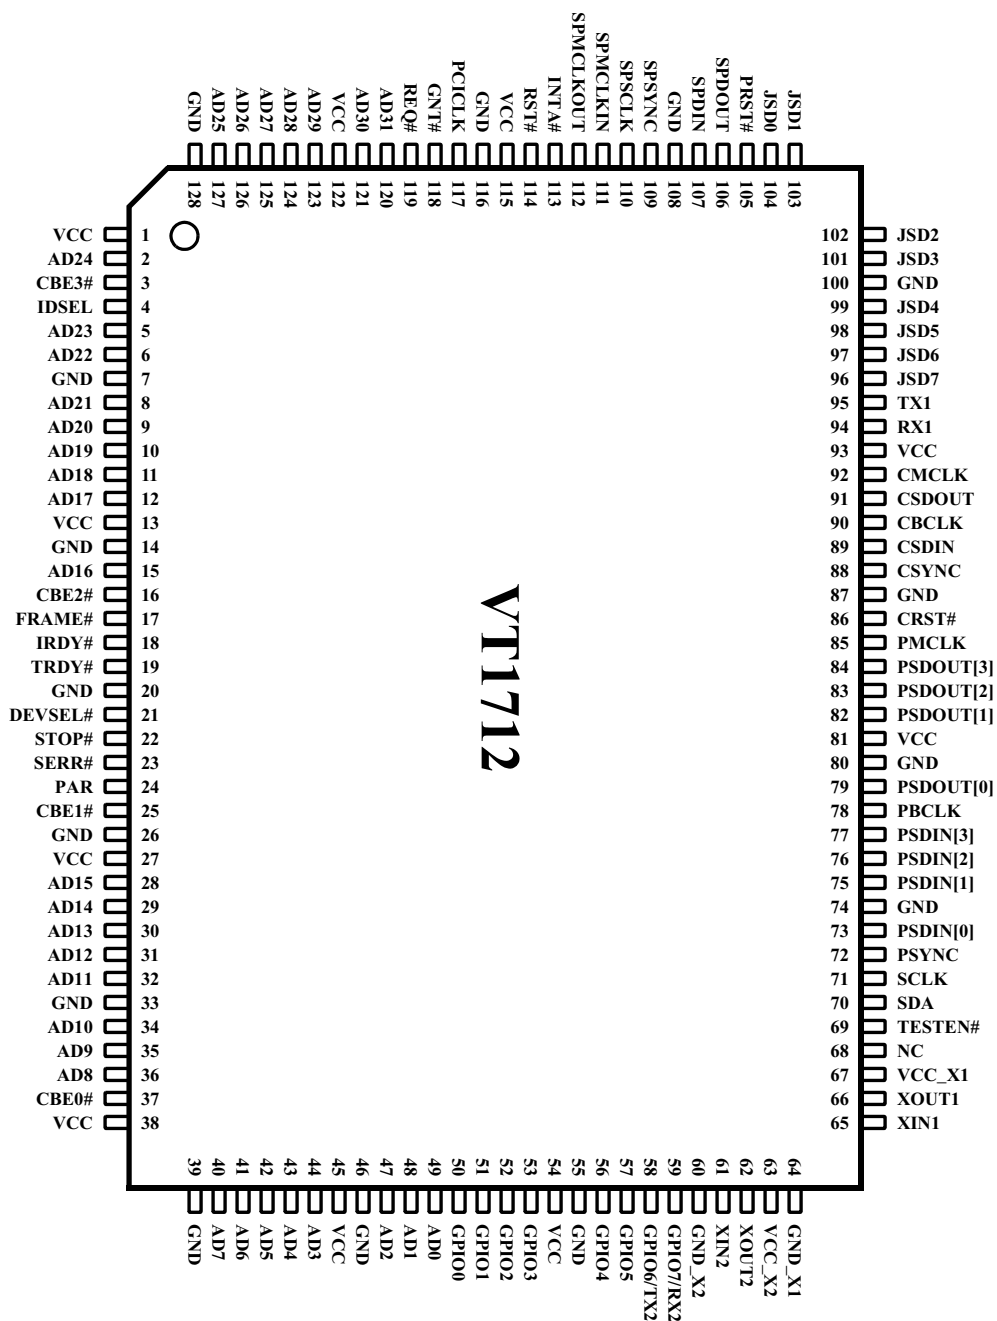 GND AD25 AD26 AD27 AD28 AD29 VCC AD30 AD31 REQ# GNT# PCICLK GND VCC RST# INTA# SPMCLKOUT SPMCLKIN SPSCLK SPSYNC GND SPDIN SPDOUT PRST# JSD0 JSD1
128 127 126 125 124 123 122 121 120 119 118 117 116 115 114 113 112 111 110 109 108 107 106 105 104 103
VCC 1 102 JSD2
AD24 2 101 JSD3
CBE3# 3 100 GND
IDSEL 4 99 JSD4
AD23 5 98 JSD5
AD22 6 97 JSD6
GND 7 96 JSD7
AD21 8 95 TX1
AD20 9 94 RX1
AD19 10 93 VCC
AD18 11 92 CMCLK
AD17 12 91 CSDOUT
VCC 13 90 CBCLK
GND 14 89 CSDIN
AD16 15 88 CSYNC
CBE2# 16 87 GND
FRAME# 17 86 CRST#
IRDY# 18 85 PMCLK
TRDY# 19 84 PSDOUT[3]
GND 20 83 PSDOUT[2]
DEVSEL# 21 82 PSDOUT[1]
STOP# 22 81 VCC
SERR# 23 80 GND
PAR 24 79 PSDOUT[0]
CBE1# 25 78 PBCLK
GND 26 77 PSDIN[3]
VCC 27 76 PSDIN[2]
AD15 28 75 PSDIN[1]
AD14 29 74 GND
AD13 30 73 PSDIN[0]
AD12 31 72 PSYNC
AD11 32 71 SCLK
GND 33 70 SDA
AD10 34 69 TESTEN#
AD9 35 68 NC
AD8 36 67 VCC_X1
CBE0# 37 66 XOUT1
VCC 38 65 XIN1
VT1712
39 40 41 42 43 44 45 46 47 48 49 50 51 52 53 54 55 56 57 58 59 60 61 62 63 64
GND AD7 AD6 AD5 AD4 AD3 VCC GND AD2 AD1 AD0 GPIO0 GPIO1 GPIO2 GPIO3 VCC GND GPIO4 GPIO5 GPIO6/TX2 GPIO7/RX2 GND_X2 XIN2 XOUT2 VCC_X2 GND_X1